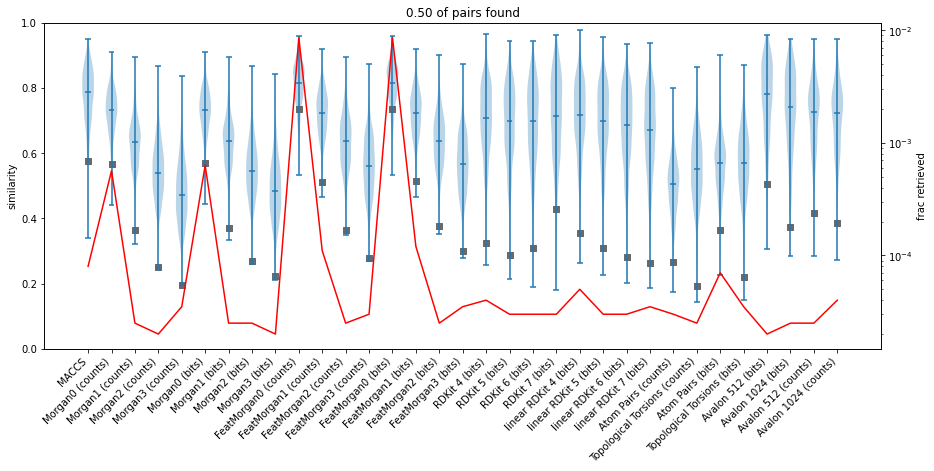 0.50 of pairs found
1.0
0.8
0.6
0.4
0.2
0.0
similarity
10⁻²
10⁻³
10⁻⁴
frac retrieved
MACCS
Morgan0 (counts)
Morgan1 (counts)
Morgan2 (counts)
Morgan3 (counts)
Morgan0 (bits)
Morgan1 (bits)
Morgan2 (bits)
Morgan3 (bits)
FeatMorgan0 (counts)
FeatMorgan1 (counts)
FeatMorgan2 (counts)
FeatMorgan3 (counts)
FeatMorgan0 (bits)
FeatMorgan1 (bits)
FeatMorgan2 (bits)
FeatMorgan3 (bits)
RDKit 4 (bits)
RDKit 5 (bits)
RDKit 6 (bits)
RDKit 7 (bits)
linear RDKit 4 (bits)
linear RDKit 5 (bits)
linear RDKit 6 (bits)
linear RDKit 7 (bits)
Atom Pairs (counts)
Topological Torsions (counts)
Atom Pairs (bits)
Topological Torsions (bits)
Avalon 512 (bits)
Avalon 1024 (bits)
Avalon 512 (counts)
Avalon 1024 (counts)